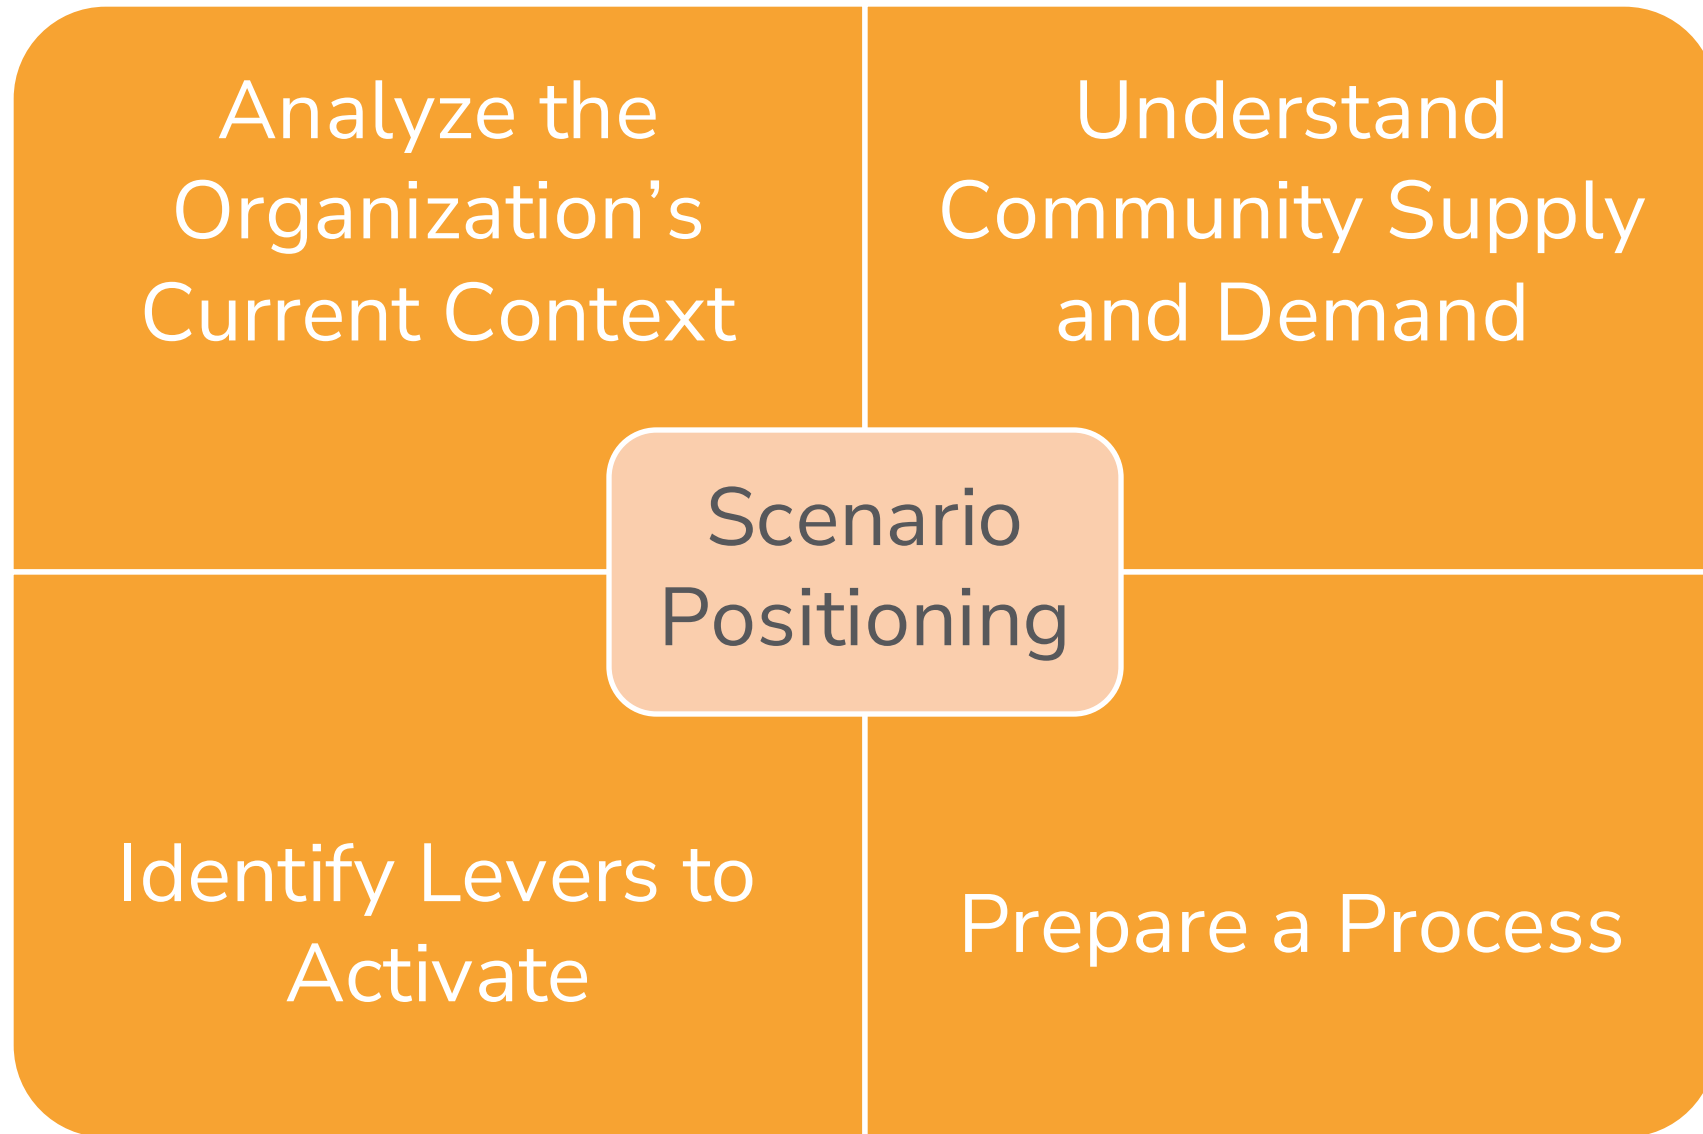 Analyze the
Organization’s
Current Context
Understand
Community Supply
and Demand
Scenario
Positioning
Identify Levers to
Activate
Prepare a Process